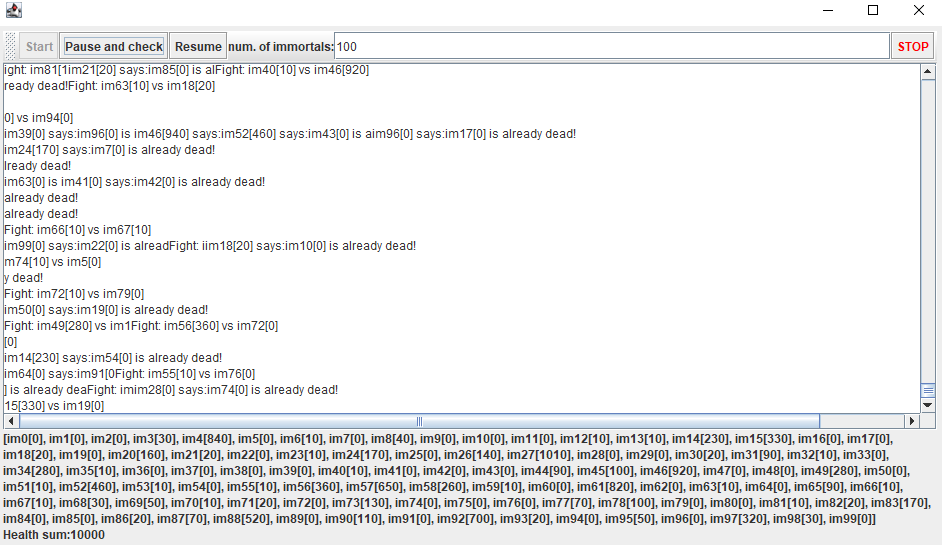 Start Pause and check Resume num. of immortals: 100 STOP
ight: im81[1im21[20] says:im85[0] is alFight: im40[10] vs im46[920]
ready dead!Fight: im63[10] vs im18[20]
0] vs im94[0]
im39[0] says:im96[0] is im46[940] says:im52[460] says:im43[0] is aim96[0] says:im17[0] is already dead!
im24[170] says:im7[0] is already dead!
lready dead!
im63[0] is im41[0] says:im42[0] is already dead!
already dead!
already dead!
Fight: im66[10] vs im67[10]
im99[0] says:im22[0] is alreadFight: iim18[20] says:im10[0] is already dead!
m74[10] vs im5[0]
y dead!
Fight: im72[10] vs im79[0]
im50[0] says:im19[0] is already dead!
Fight: im49[280] vs im1Fight: im56[360] vs im72[0]
[0]
im14[230] says:im54[0] is already dead!
im64[0] says:im91[0Fight: im55[10] vs im76[0]
] is already deaFight: imim28[0] says:im74[0] is already dead!
15[330] vs im19[0]
[im0[0], im1[0], im2[0], im3[30], im4[840], im5[0], im6[10], im7[0], im8[40], im9[0], im10[0], im11[0], im12[10], im13[10], im14[230], im15[330], im16[0], im17[0],
im18[20], im19[0], im20[160], im21[20], im22[0], im23[10], im24[170], im25[0], im26[140], im27[1010], im28[0], im29[0], im30[20], im31[90], im32[10], im33[0],
im34[280], im35[10], im36[0], im37[0], im38[0], im39[0], im40[10], im41[0], im42[0], im43[0], im44[90], im45[100], im46[920], im47[0], im48[0], im49[280], im50[0],
im51[10], im52[460], im53[10], im54[0], im55[10], im56[360], im57[650], im58[260], im59[10], im60[0], im61[820], im62[0], im63[10], im64[0], im65[90], im66[10],
im67[10], im68[30], im69[50], im70[10], im71[20], im72[0], im73[130], im74[0], im75[0], im76[0], im77[70], im78[100], im79[0], im80[0], im81[10], im82[20], im83[170],
im84[0], im85[0], im86[20], im87[70], im88[520], im89[0], im90[110], im91[0], im92[700], im93[20], im94[0], im95[50], im96[0], im97[320], im98[30], im99[0]]
Health sum:10000